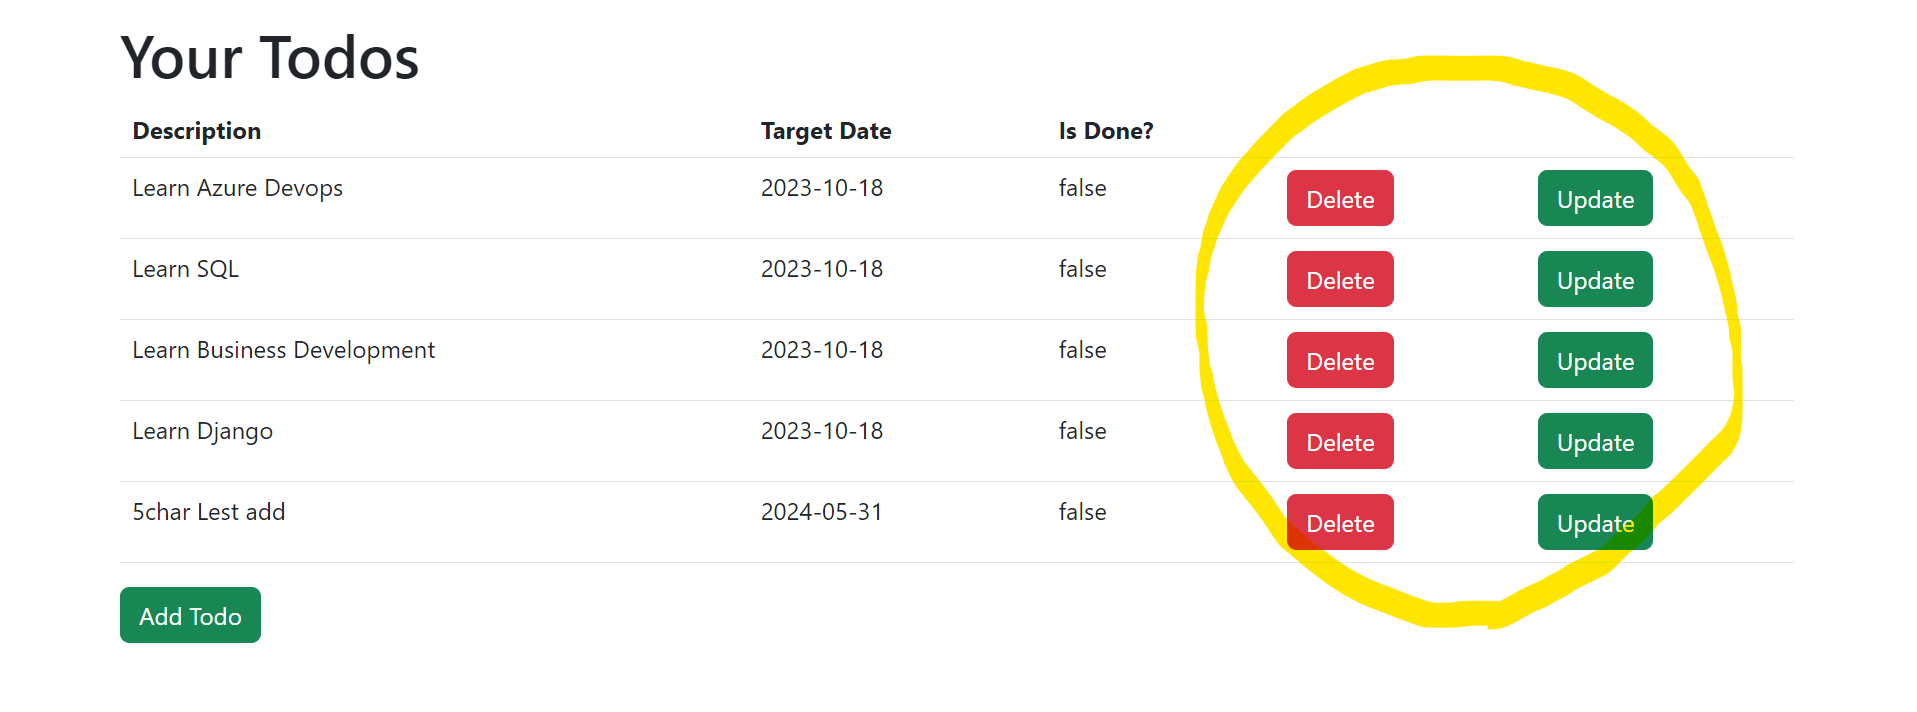 Your Todos
Description Target Date Is Done?
Learn Azure Devops 2023-10-18 false Delete Update
Learn SQL 2023-10-18 false Delete Update
Learn Business Development 2023-10-18 false Delete Update
Learn Django 2023-10-18 false Delete Update
5char Lest add 2024-05-31 false Delete Update
Add Todo